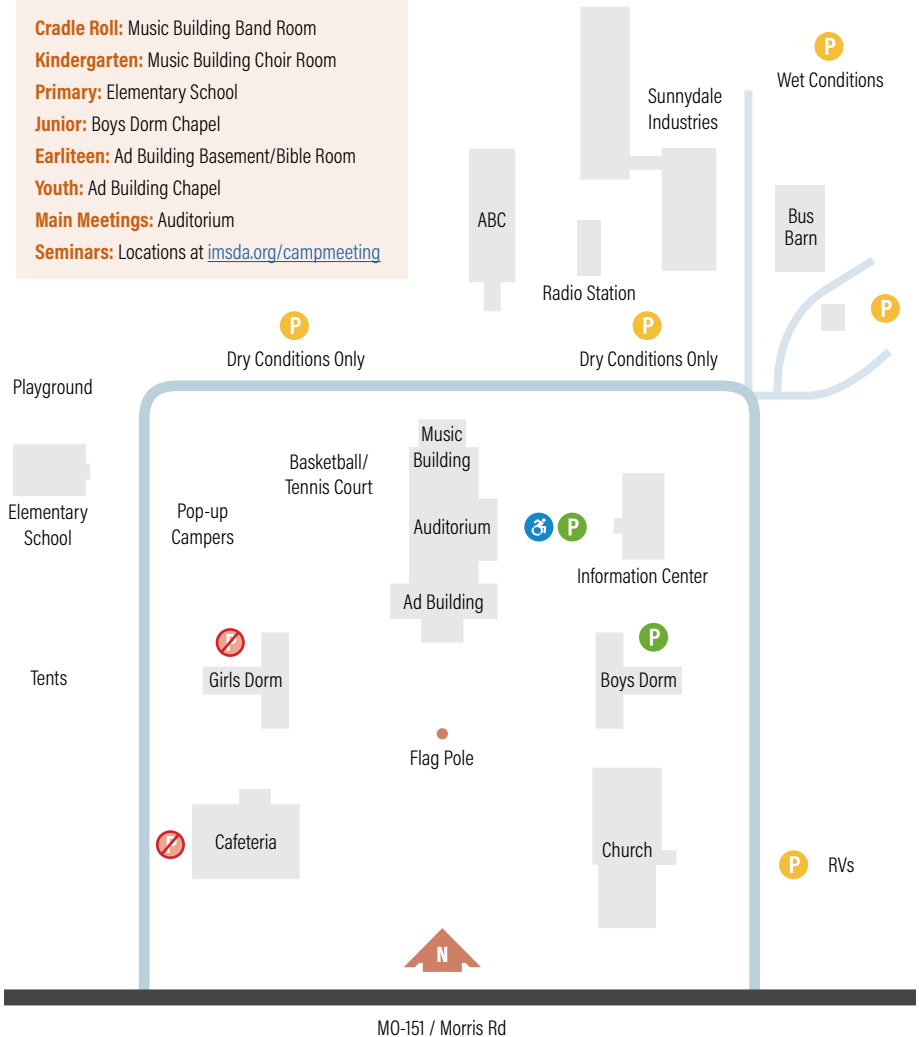 Cradle Roll: Music Building Band Room
Kindergarten: Music Building Choir Room
Primary: Elementary School
Junior: Boys Dorm Chapel
Earliteen: Ad Building Basement/Bible Room
Youth: Ad Building Chapel
Main Meetings: Auditorium
Seminars: Locations at imsda.org/campmeeting
P
Wet Conditions
Sunnydale
Industries
ABC
Bus
Barn
Radio Station
P
P
P
Dry Conditions Only
Dry Conditions Only
Playground
Music
Building
Basketball/
Tennis Court
Elementary
School
Pop-up
Campers
Auditorium
P
Information Center
Ad Building
P
P
Tents
Girls Dorm
Boys Dorm
Flag Pole
P
Cafeteria
Church
P
RVs
N
MO-151 / Morris Rd